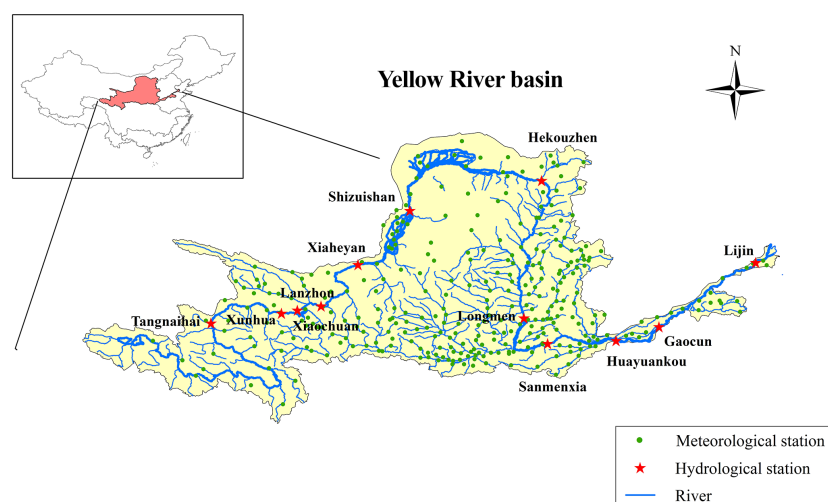 Yellow River basin
N
Hekouzhen
Shizuishan
Xiaheyan
Lijin
Lanzhou
Tangnaihai
Xunhua
Xiaochuan
Longmen
Gaocun
Huayuankou
Sanmenxia
Meteorological station
Hydrological station
River